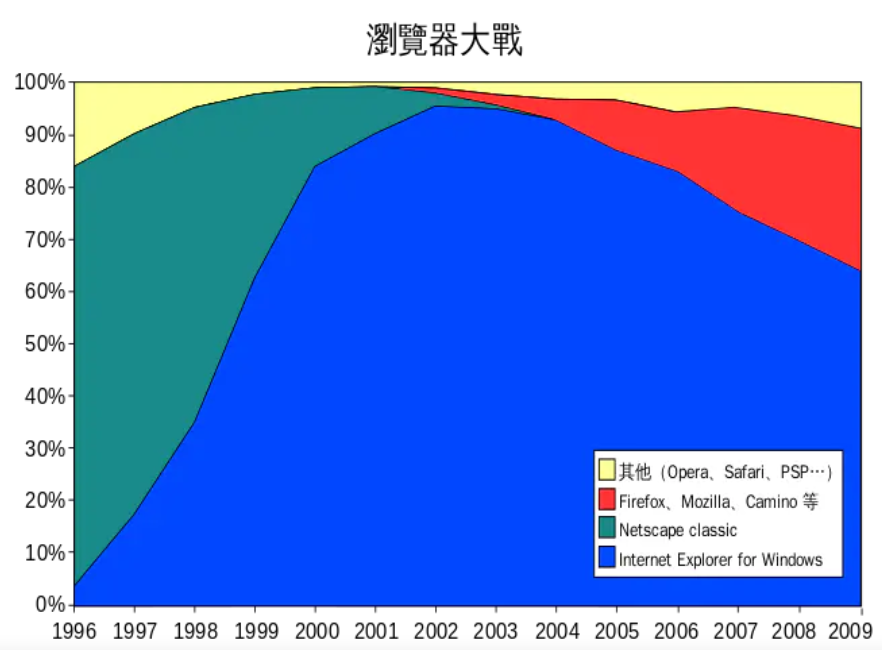 瀏覽器大戰
100%
90%
80%
70%
60%
50%
40%
30%
20%
10%
0%
其他（Opera、Safari、PSP…）
Firefox、Mozilla、Camino 等
Netscape classic
Internet Explorer for Windows
1996 1997 1998 1999 2000 2001 2002 2003 2004 2005 2006 2007 2008 2009